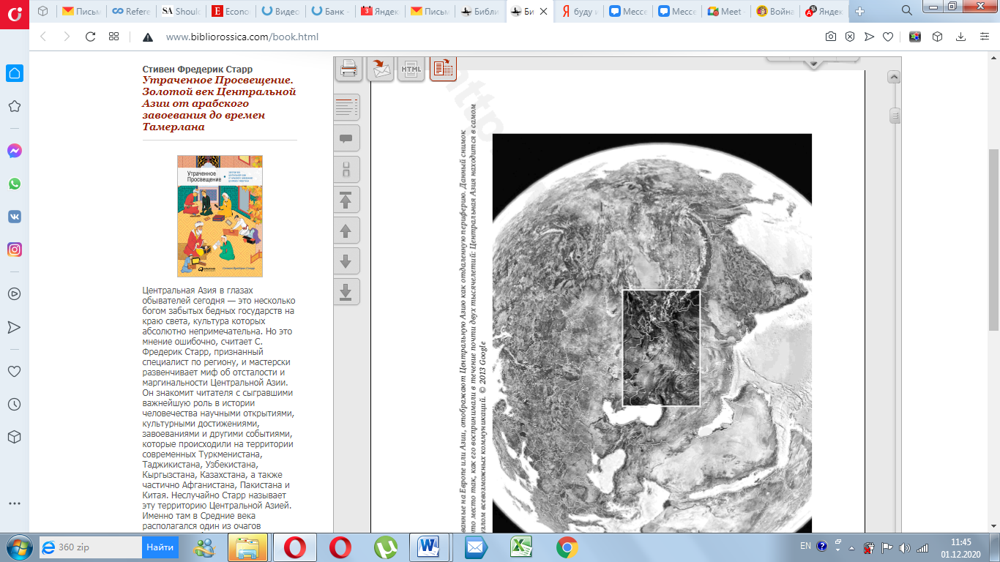 Письм
Refere
Should
Econo
Видео
Банк -
Яндек
Письм
Библи
Би
буду и
Мессе
Мессе
Meet -
Война
Яндек
www.bibliorossica.com/book.html
Стивен Фредерик Старр
Утраченное Просвещение.
Золотой век Центральной
Азии от арабского
завоевания до времен
Тамерлана
Утраченное
Просвещение
Стивен Фредерик Старр
Центральная Азия в глазах
обывателей сегодня — это несколько
богом забытых бедных государств на
краю света, культура которых
абсолютно непримечательна. Но это
мнение ошибочно, считает С.
Фредерик Старр, признанный
специалист по региону, и мастерски
развенчивает миф об отсталости и
маргинальности Центральной Азии.
Он знакомит читателя с сыгравшими
важнейшую роль в истории
человечества научными открытиями,
культурными достижениями,
завоеваниями и другими событиями,
которые происходили на территории
современных Туркменистана,
Таджикистана, Узбекистана,
Кыргызстана, Казахстана, а также
частично Афганистана, Пакистана и
Китая. Неслучайно Старр называет
эту территорию Центральной Азией.
Именно там в Средние века
располагался один из очагов
HTML
http
ванные на Европе или Азии, отображают Центральную Азию как отдаленную периферию. Данный снимок
то место так, как его воспринимали в течение почти двух тысячелетий: Центральная Азия находится в самом
узлом всевозможных коммуникаций. © 2013 Google
360 zip
Найти
EN
11:45
01.12.2020